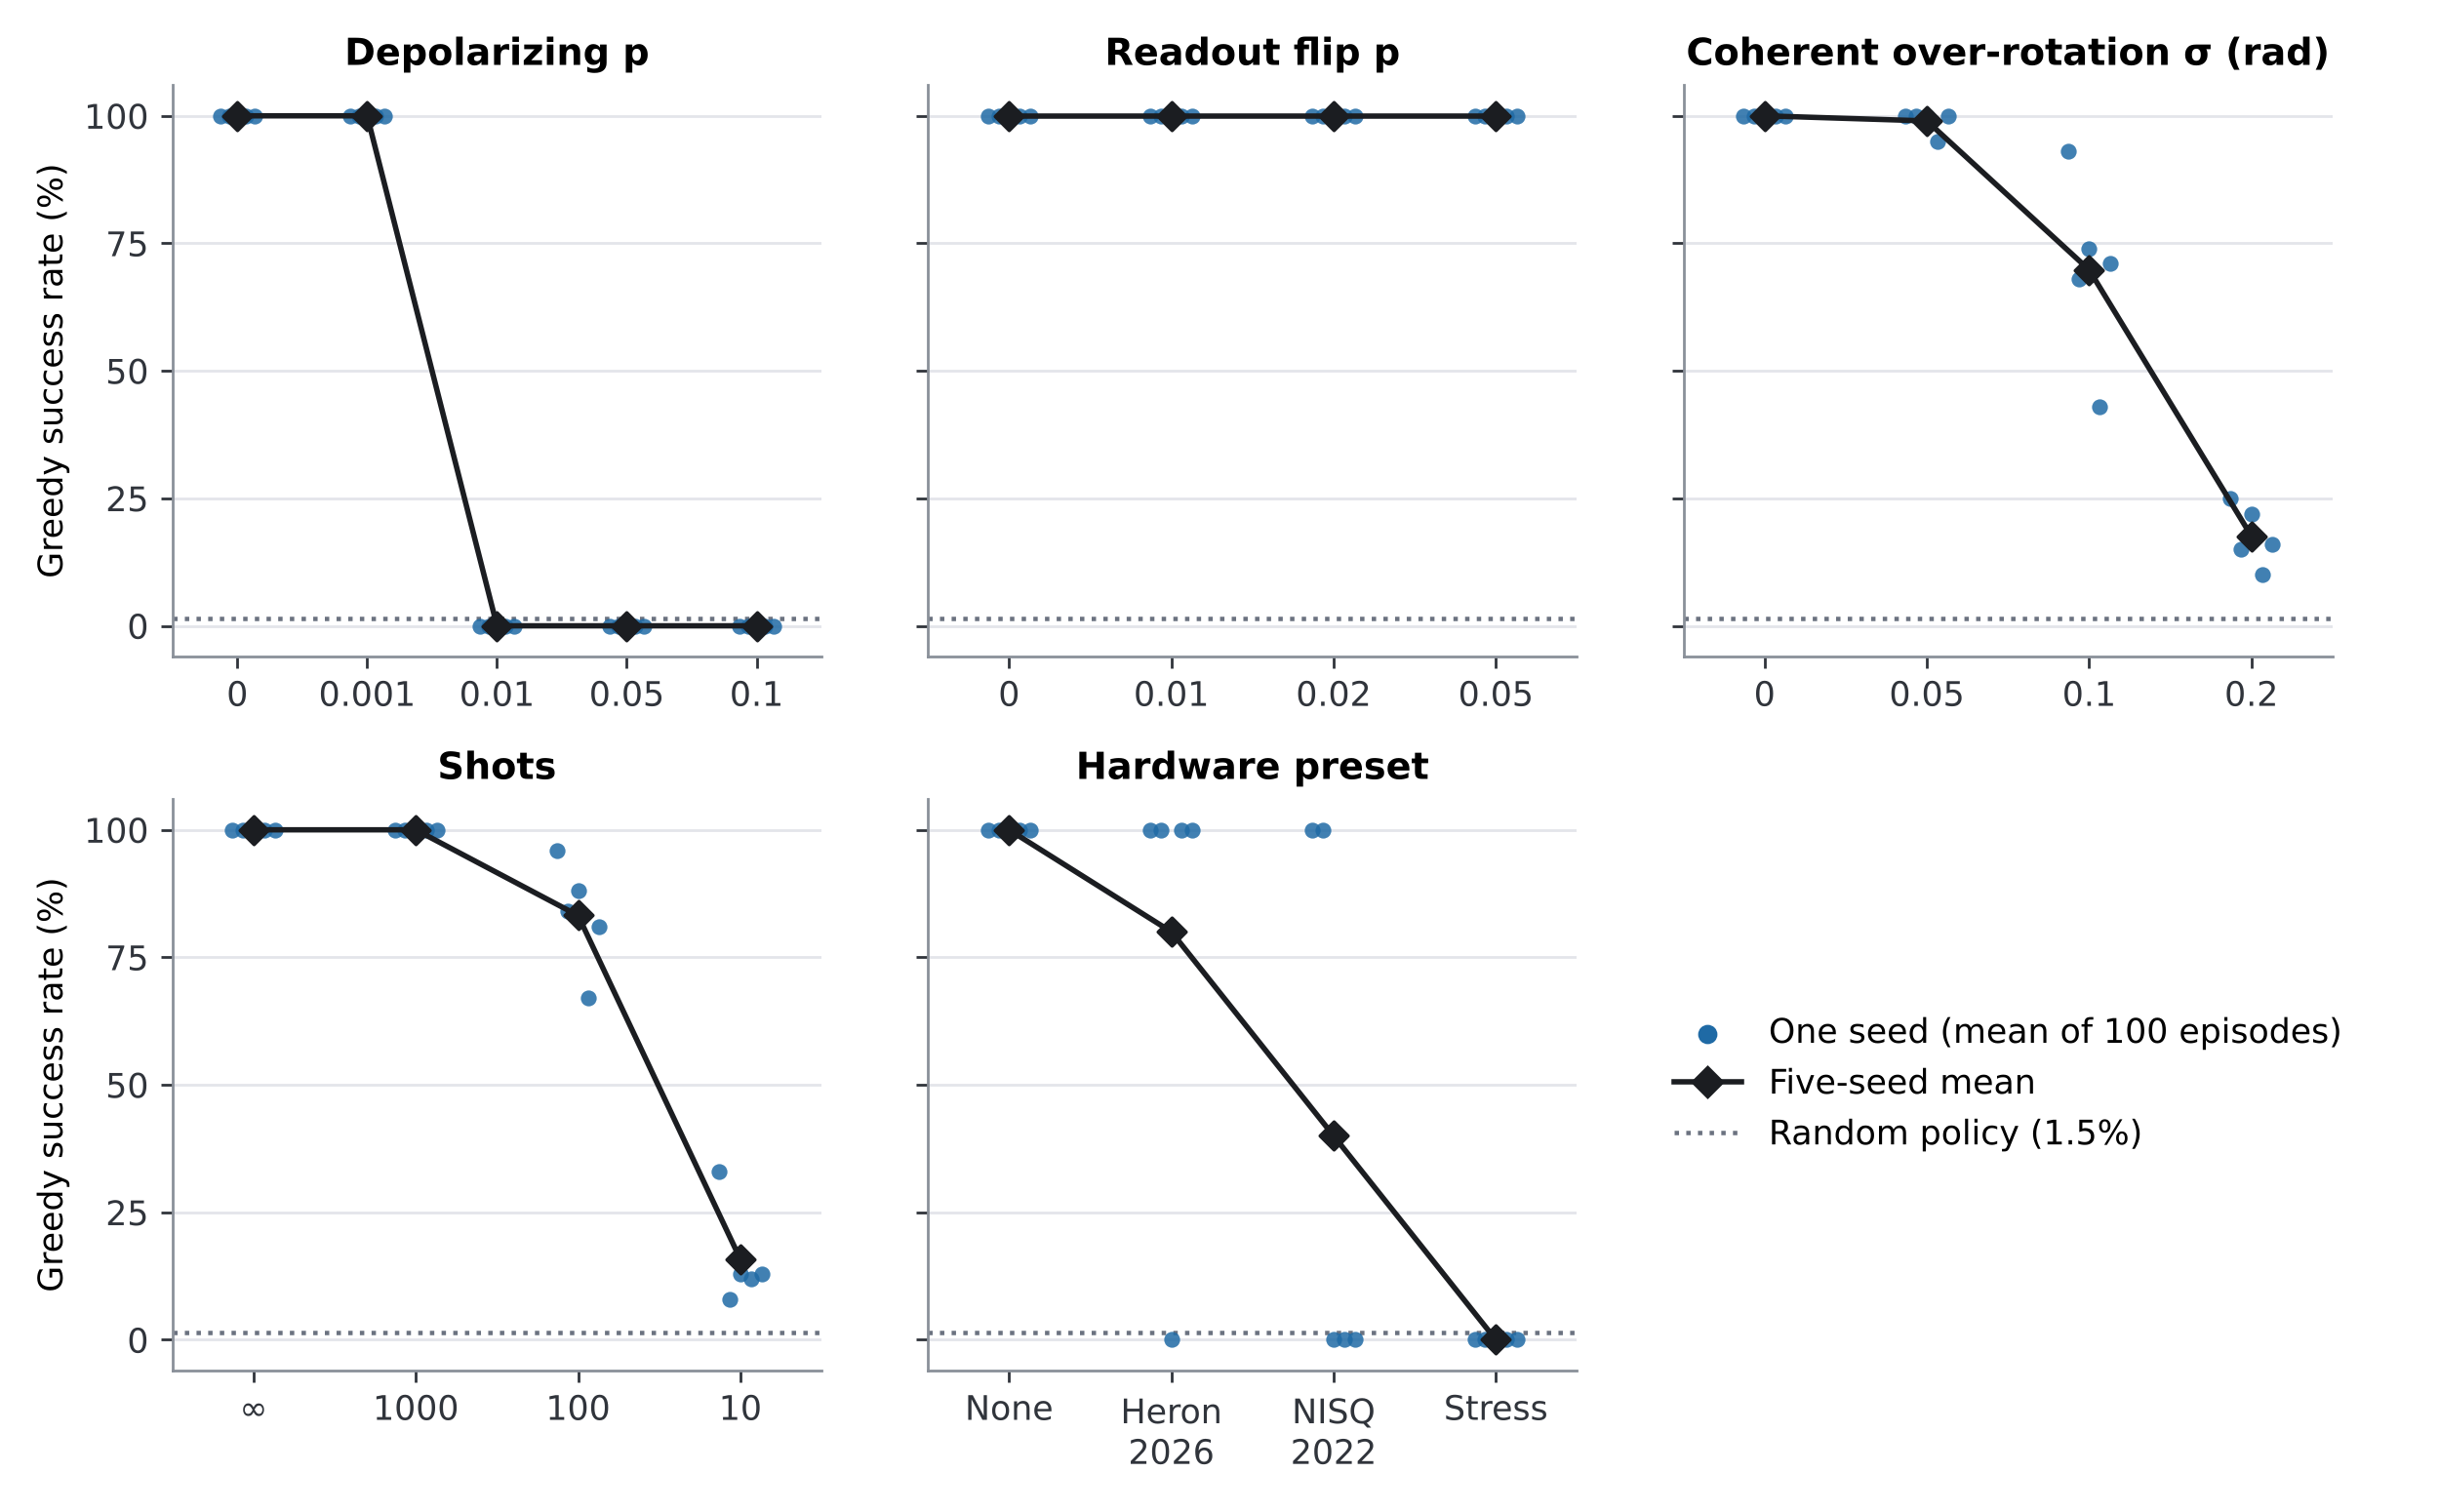 Depolarizing p
Readout flip p
Coherent over-rotation σ (rad)
Greedy success rate (%)
100
75
50
25
0
0
0.001
0.01
0.05
0.1
0
0.01
0.02
0.05
0
0.05
0.1
0.2
Shots
Hardware preset
Greedy success rate (%)
100
75
50
25
0
∞
1000
100
10
None
Heron
2026
NISQ
2022
Stress
One seed (mean of 100 episodes)
Five-seed mean
Random policy (1.5%)